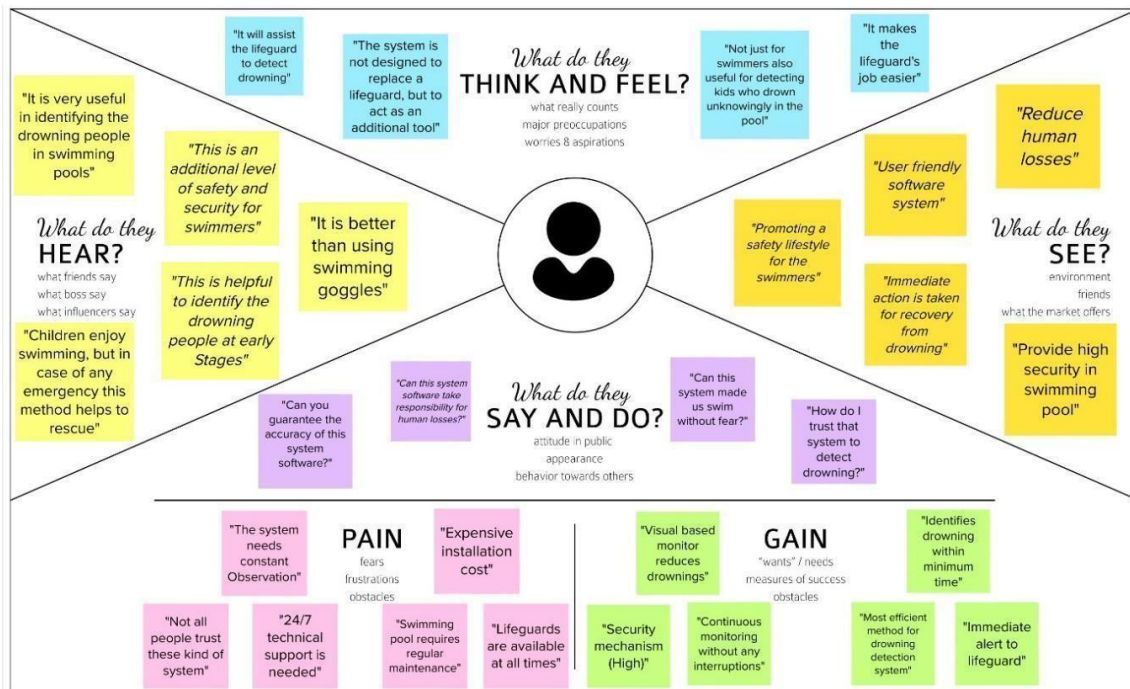 "It will assist
the lifeguard
to detect
drowning"
"The system is
not designed to
replace a
lifeguard, but to
act as an
additional tool"
What do they
THINK AND FEEL?
what really counts
major preoccupations
worries & aspirations
"Not just for
swimmers also
useful for detecting
kids who drown
unknowingly in the
pool"
"It makes
the
lifeguard's
job easier"
"It is very useful
in identifying the
drowning people
in swimming
pools"
"This is an
additional level
of safety and
security for
swimmers"
"It is better
than using
swimming
goggles"
What do they
HEAR?
what friends say
what boss say
what influencers say
"This is helpful
to identify the
drowning
people at early
Stages"
"Children enjoy
swimming, but in
case of any
emergency this
method helps to
rescue"
"Reduce
human
losses"
"User friendly
software
system"
"Promoting a
safety lifestyle
for the
swimmers"
What do they
SEE?
environment
friends
what the market offers
"Immediate
action is taken
for recovery
from
drowning"
"Provide high
security in
swimming
pool"
"Can you
guarantee the
accuracy of this
system
software?"
"Can this system
software take
responsibility for
human losses?"
What do they
SAY AND DO?
attitude in public
appearance
behavior towards others
"Can this
system made
us swim
without fear?"
"How do I
trust that
system to
detect
drowning?"
"The system
needs
constant
Observation"
PAIN
fears
frustrations
obstacles
"Expensive
installation
cost"
"Not all
people trust
these kind of
system"
"24/7
technical
support is
needed"
"Swimming
pool requires
regular
maintenance"
"Lifeguards
are available
at all times"
"Visual based
monitor
reduces
drownings"
GAIN
"wants" / needs
measures of success
obstacles
"Identifies
drowning
within
minimum
time"
"Security
mechanism
(High)"
"Continuous
monitoring
without any
interruptions"
"Most efficient
method for
drowning
detection
system"
"Immediate
alert to
lifeguard"